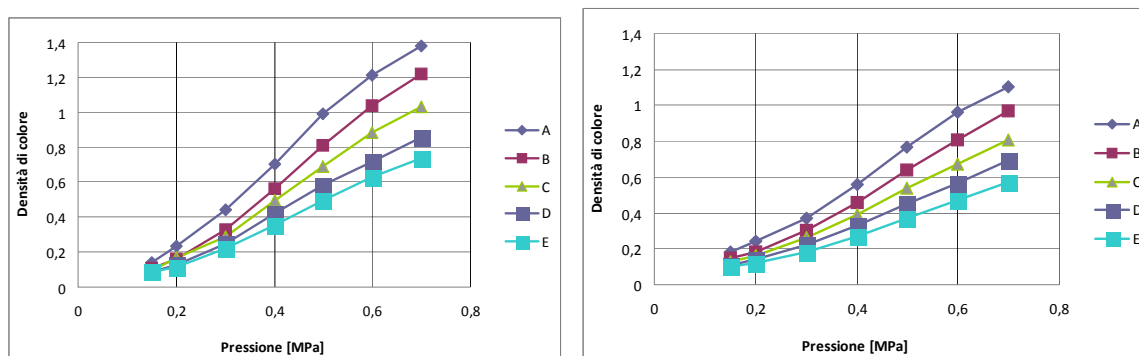 1,4
1,2
1
0,8
0,6
0,4
0,2
0
0 0,2 0,4 0,6 0,8
Densità di colore
Pressione [MPa]
A
B
C
D
E
1,4
1,2
1
0,8
0,6
0,4
0,2
0
0 0,2 0,4 0,6 0,8
Densità di colore
Pressione [MPa]
A
B
C
D
E